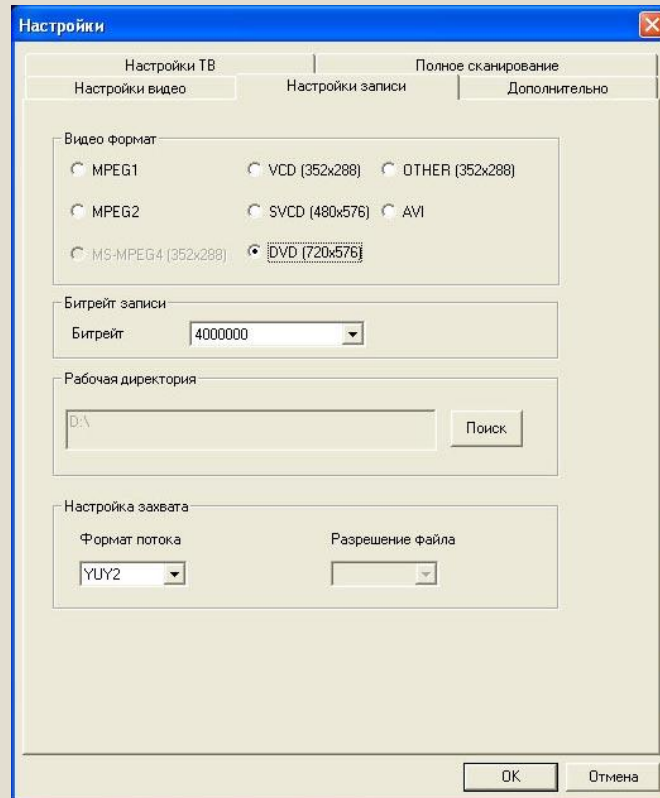 Настройки
Настройки ТВ Полное сканирование
Настройки видео Настройки записи Дополнительно
Видео формат
MPEG1 VCD (352x288) OTHER (352x288)
MPEG2 SVCD (480x576) AVI
MS-MPEG4 (352x288) DVD (720x576)
Битрейт записи
Битрейт 4000000
Рабочая директория
D:\ Поиск
Настройка захвата
Формат потока Разрешение файла
YUY2
OK Отмена